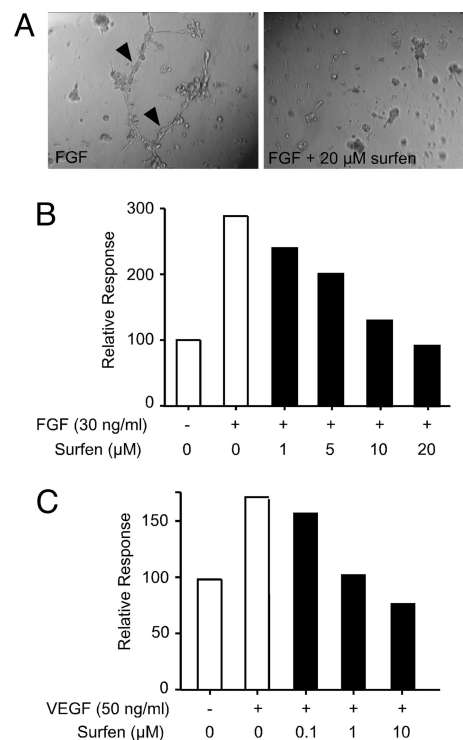 A
FGF
FGF + 20 µM surfen
B
300
200
100
0
Relative Response
FGF (30 ng/ml) - + + + + +
Surfen (µM) 0 0 1 5 10 20
C
150
100
50
0
Relative Response
VEGF (50 ng/ml) - + + + +
Surfen (µM) 0 0 0.1 1 10